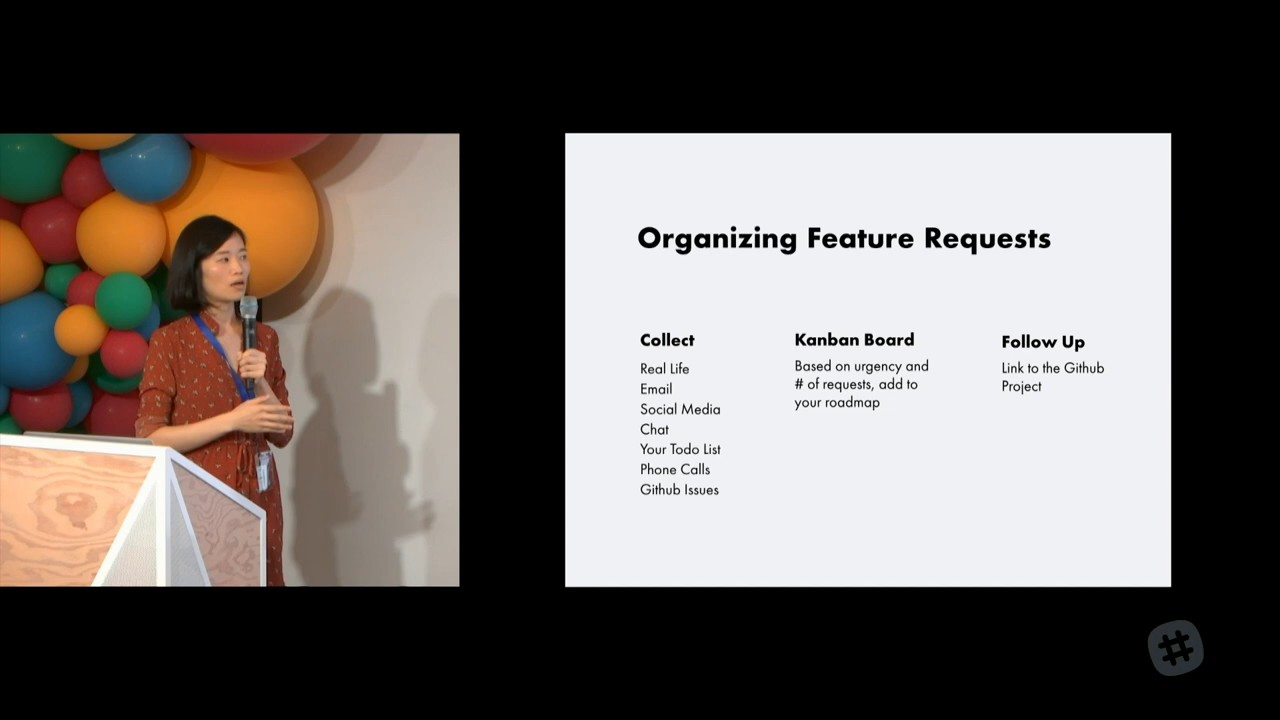 Organizing Feature Requests
Collect
Real Life
Email
Social Media
Chat
Your Todo List
Phone Calls
Github Issues
Kanban Board
Based on urgency and
# of requests, add to
your roadmap
Follow Up
Link to the Github
Project